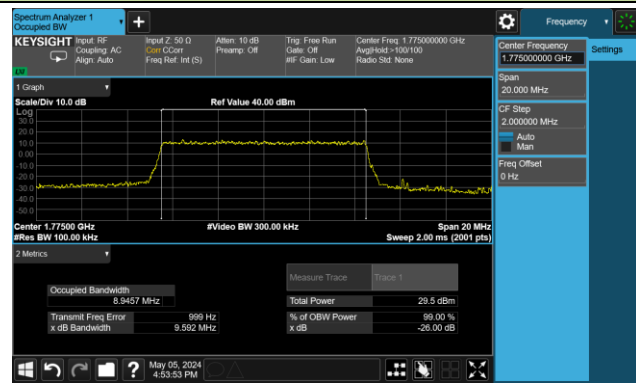 Spectrum Analyzer 1
Occupied BW
Frequency
KEYSIGHT
Input: RF
Coupling: AC
Align: Auto
Input Z: 50 Ω
Corr CCorr
Freq Ref: Int (S)
Atten: 10 dB
Preamp: Off
Trig: Free Run
Gate: Off
#IF Gain: Low
Center Freq: 1.775000000 GHz
Avg|Hold:>100/100
Radio Std: None
Center Frequency
1.775000000 GHz
Settings
Span
20.000 MHz
CF Step
2.000000 MHz
Auto
Man
Freq Offset
0 Hz
1 Graph
Scale/Div 10.0 dB
Ref Value 40.00 dBm
Log
30.0
20.0
10.0
0.00
-10.0
-20.0
-30.0
-40.0
-50.0
Center 1.77500 GHz
#Video BW 300.00 kHz
Span 20 MHz
#Res BW 100.00 kHz
Sweep 2.00 ms (2001 pts)
2 Metrics
Measure Trace
Trace 1
Occupied Bandwidth
8.9457 MHz
Total Power
29.5 dBm
Transmit Freq Error
999 Hz
% of OBW Power
99.00 %
x dB Bandwidth
9.592 MHz
x dB
-26.00 dB
May 05, 2024
4:53:53 PM